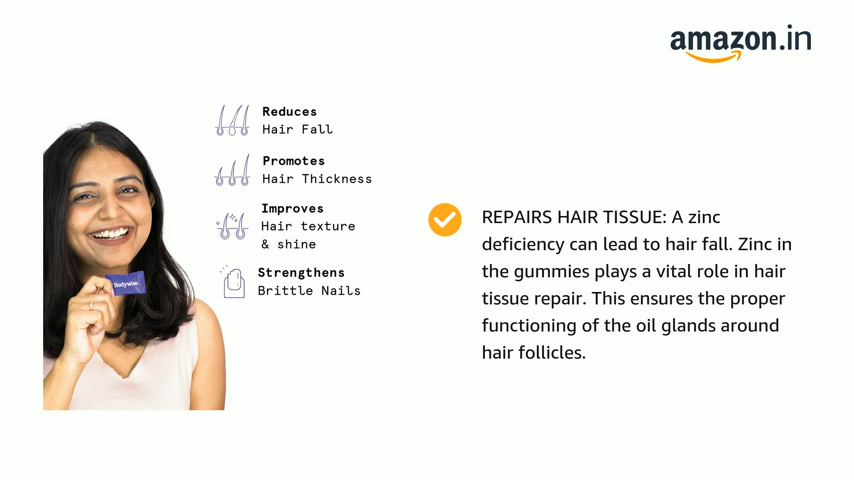 amazon.in
Reduces
Hair Fall
Promotes
Hair Thickness
Improves
Hair texture
& shine
Strengthens
Brittle Nails
Bodywise
REPAIRS HAIR TISSUE: A zinc
deficiency can lead to hair fall. Zinc in
the gummies plays a vital role in hair
tissue repair. This ensures the proper
functioning of the oil glands around
hair follicles.